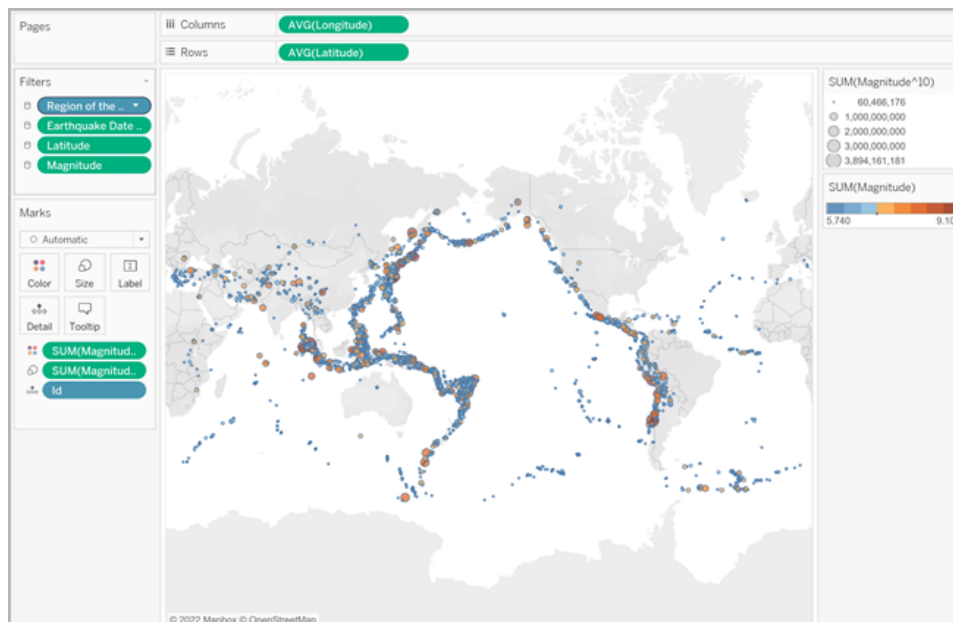 Pages
Columns
AVG(Longitude)
Rows
AVG(Latitude)
Filters
Region of the ..
Earthquake Date ..
Latitude
Magnitude
Marks
Automatic
Color
Size
Label
Detail
Tooltip
SUM(Magnitud..
SUM(Magnitud..
Id
SUM(Magnitude^10)
60,466,176
1,000,000,000
2,000,000,000
3,000,000,000
3,894,161,181
SUM(Magnitude)
5.740
9.10
© 2022 Mapbox © OpenStreetMap